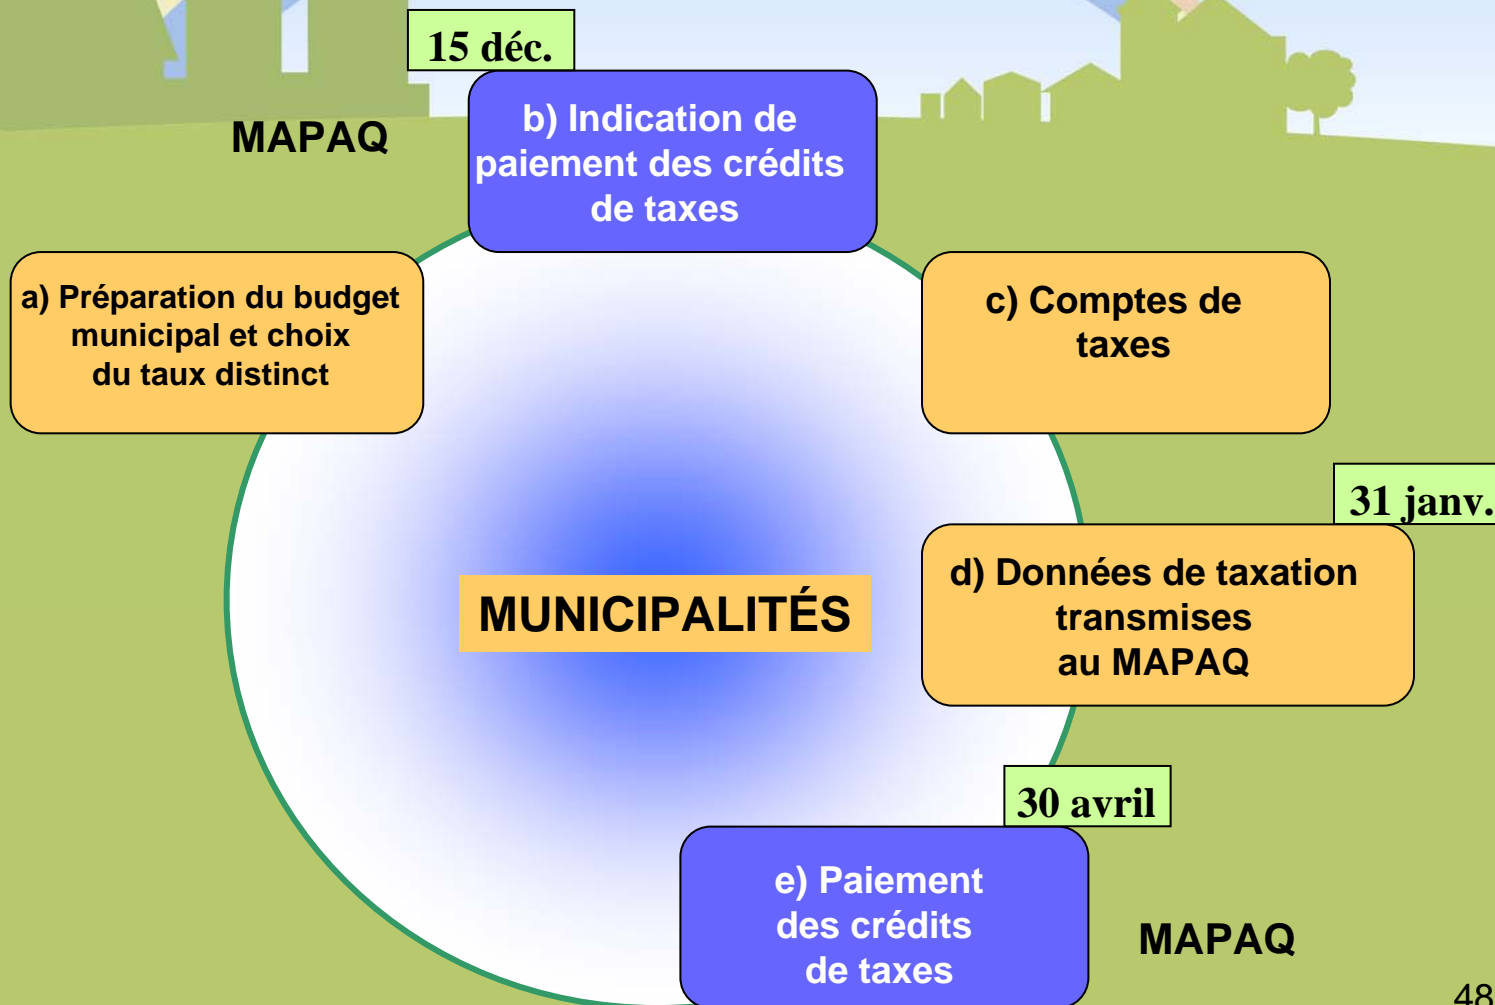 15 déc.
MAPAQ
b) Indication de
paiement des crédits
de taxes
a) Préparation du budget
municipal et choix
du taux distinct
c) Comptes de
taxes
31 janv.
d) Données de taxation
transmises
au MAPAQ
MUNICIPALITÉS
30 avril
e) Paiement
des crédits
de taxes
MAPAQ
48